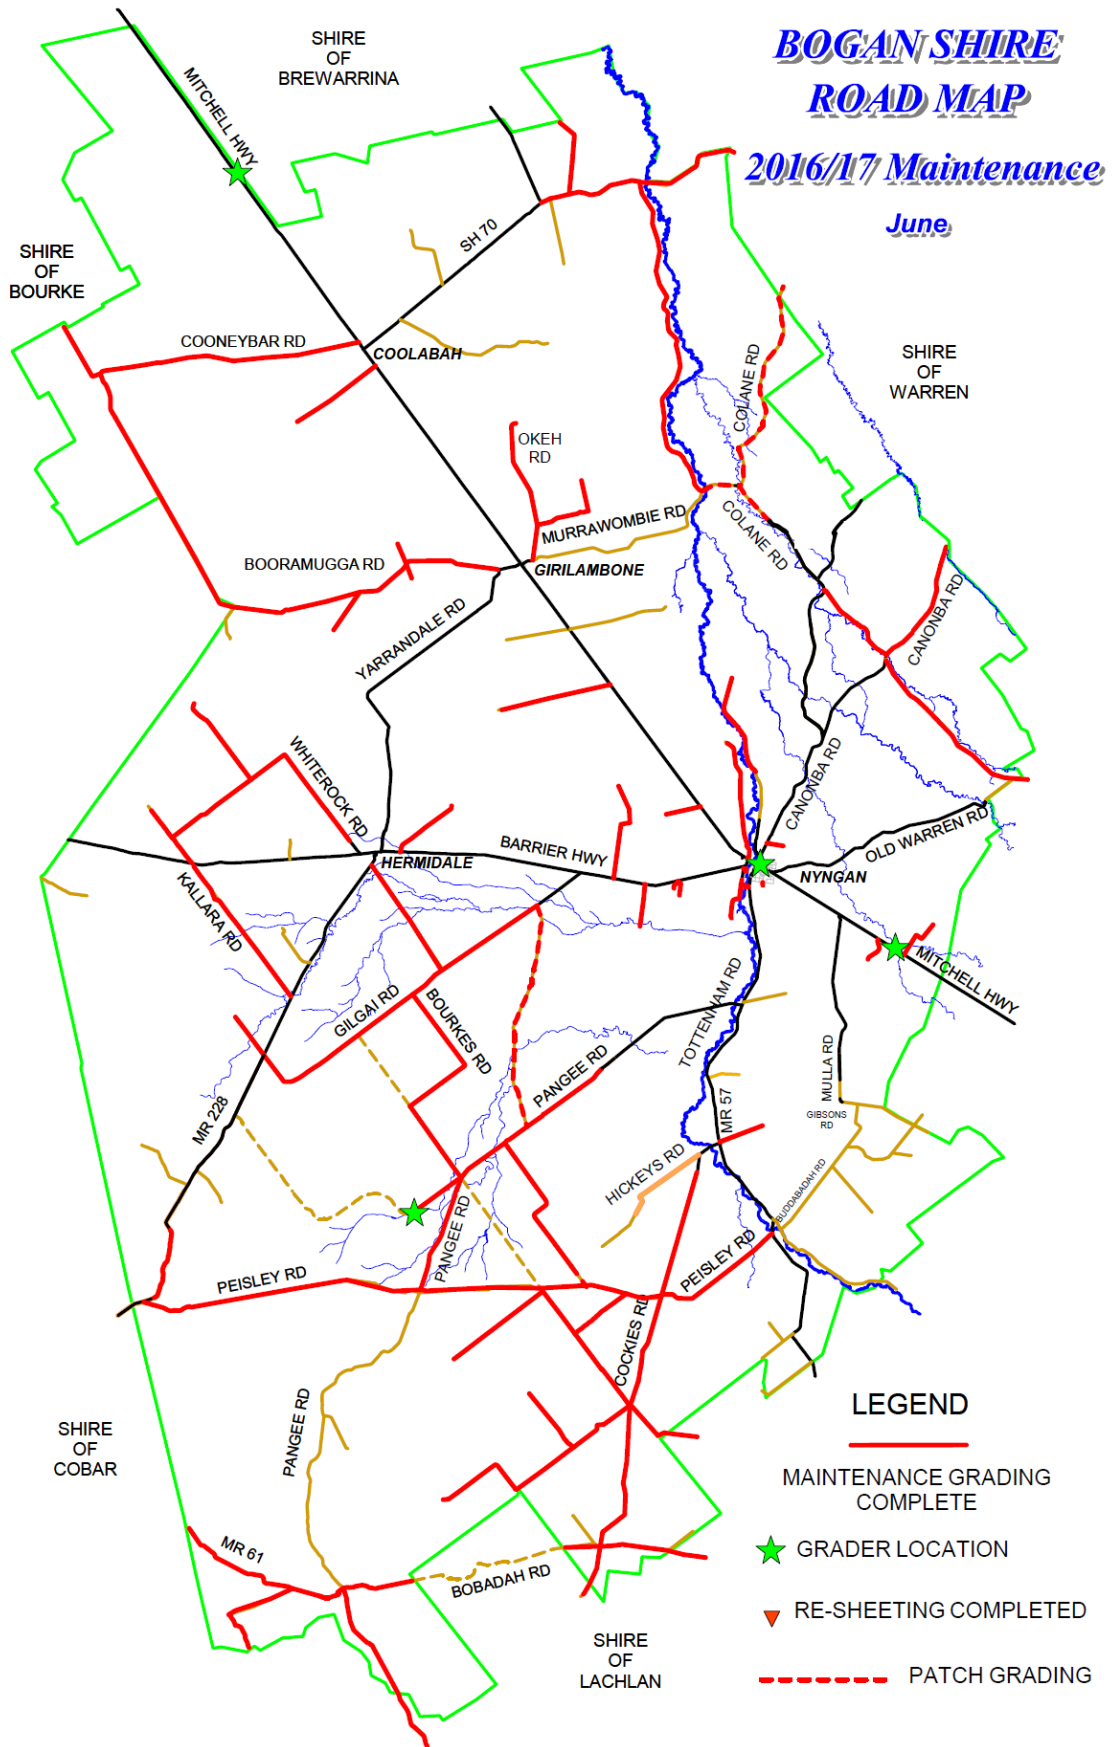 BOGAN SHIRE
ROAD MAP
2016/17 Maintenance
June
SHIRE
OF
BREWARRINA
MITCHELL HWY
SHIRE
OF
BOURKE
SH 70
COONEYBAR RD
COOLABAH
SHIRE
OF
WARREN
COLANE RD
OKEH
RD
MURRAWOMBIE RD
COLANE RD
BOORAMUGGA RD
GIRILAMBONE
CANONBA RD
YARRANDALE RD
WHITEROCK RD
CANONBA RD
OLD WARREN RD
BARRIER HWY
HERMIDALE
NYNGAN
KALLARA RD
MITCHELL HWY
TOTTENHAM RD
GILGAI RD
BOURKES RD
PANGEE RD
MULLA RD
MR 57
GIBSONS
RD
MR 228
HICKEYS RD
BUDDABADAH RD
PANGEE RD
PEISLEY RD
PEISLEY RD
COCKIES RD
PANGEE RD
SHIRE
OF
COBAR
MR 61
BOBADAH RD
SHIRE
OF
LACHLAN
LEGEND
MAINTENANCE GRADING
COMPLETE
GRADER LOCATION
RE-SHEETING COMPLETED
PATCH GRADING